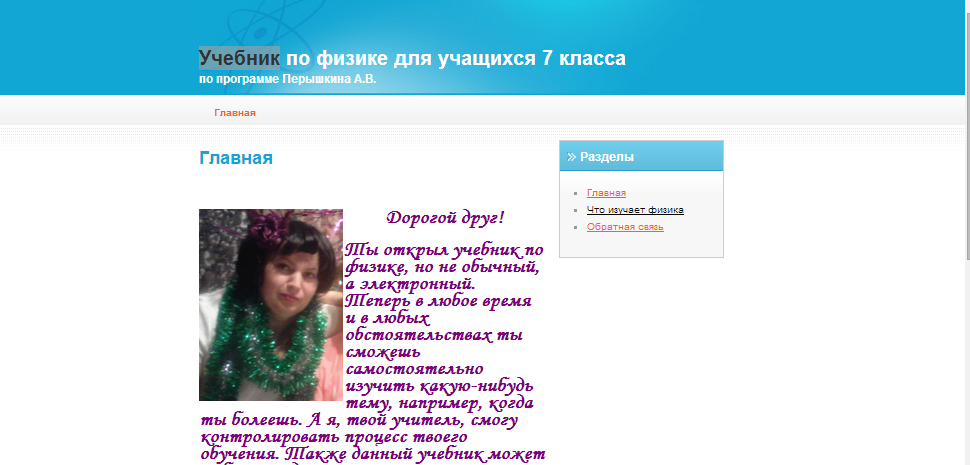 Учебник по физике для учащихся 7 класса
по программе Перышкина А.В.
Главная
Главная
Дорогой друг!
Ты открыл учебник по
физике, но не обычный,
а электронный.
Теперь в любое время
и в любых
обстоятельствах ты
сможешь
самостоятельно
изучить какую-нибудь
тему, например, когда
ты болеешь. А я, твой учитель, смогу
контролировать процесс твоего
обучения. Также данный учебник может
Разделы
Главная
Что изучает физика
Обратная связь